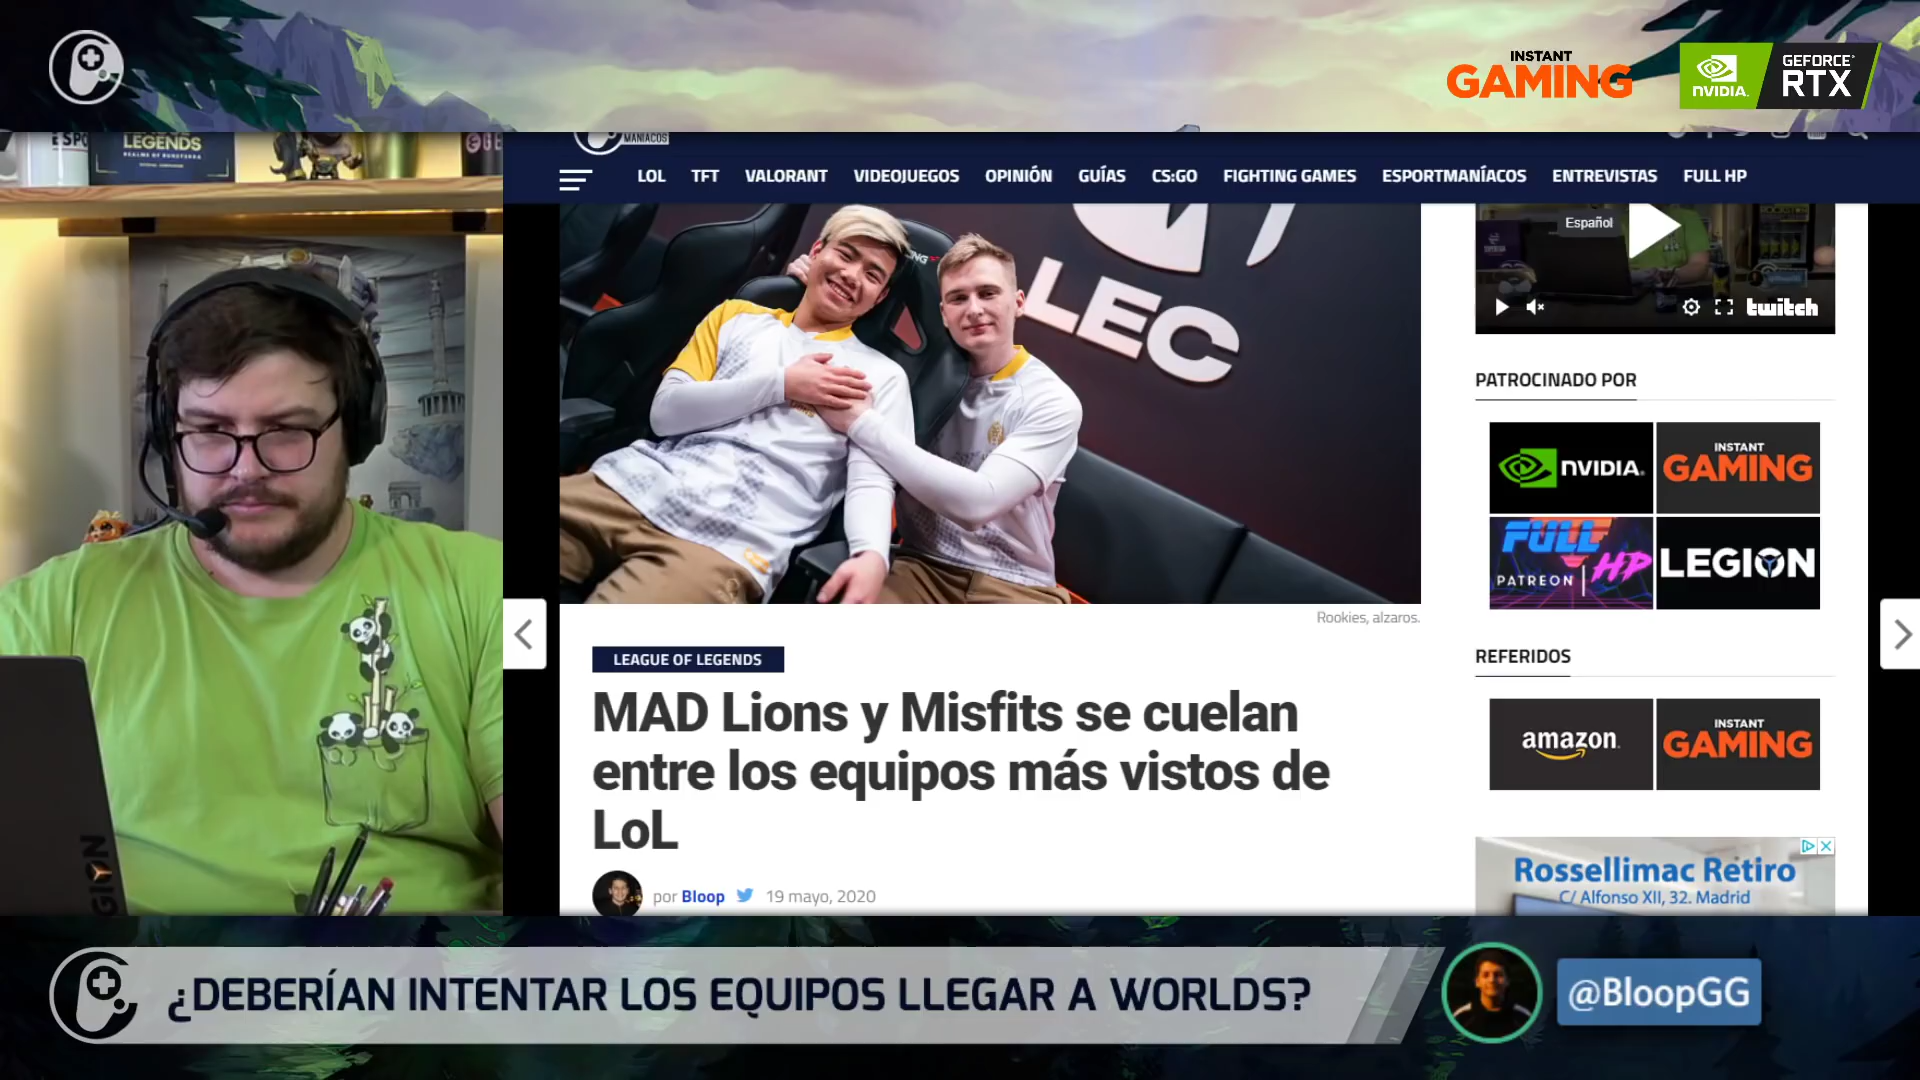 INSTANT
GAMING
NVIDIA.
GEFORCE
RTX
LEGENDS
MANIACOS
LOL
TFT
VALORANT
VIDEOJUEGOS
OPINIÓN
GUÍAS
CS:GO
FIGHTING GAMES
ESPORTMANÍACOS
ENTREVISTAS
FULL HP
LEC
Español
twitch
PATROCINADO POR
NVIDIA.
INSTANT
GAMING
FULL HP
PATREON
LEGION
Rookies, alzaros.
LEAGUE OF LEGENDS
MAD Lions y Misfits se cuelan
entre los equipos más vistos de
LoL
por Bloop
19 mayo, 2020
REFERIDOS
amazon
INSTANT
GAMING
Rossellimac Retiro
C/ Alfonso XII, 32. Madrid
¿DEBERÍAN INTENTAR LOS EQUIPOS LLEGAR A WORLDS?
@BloopGG